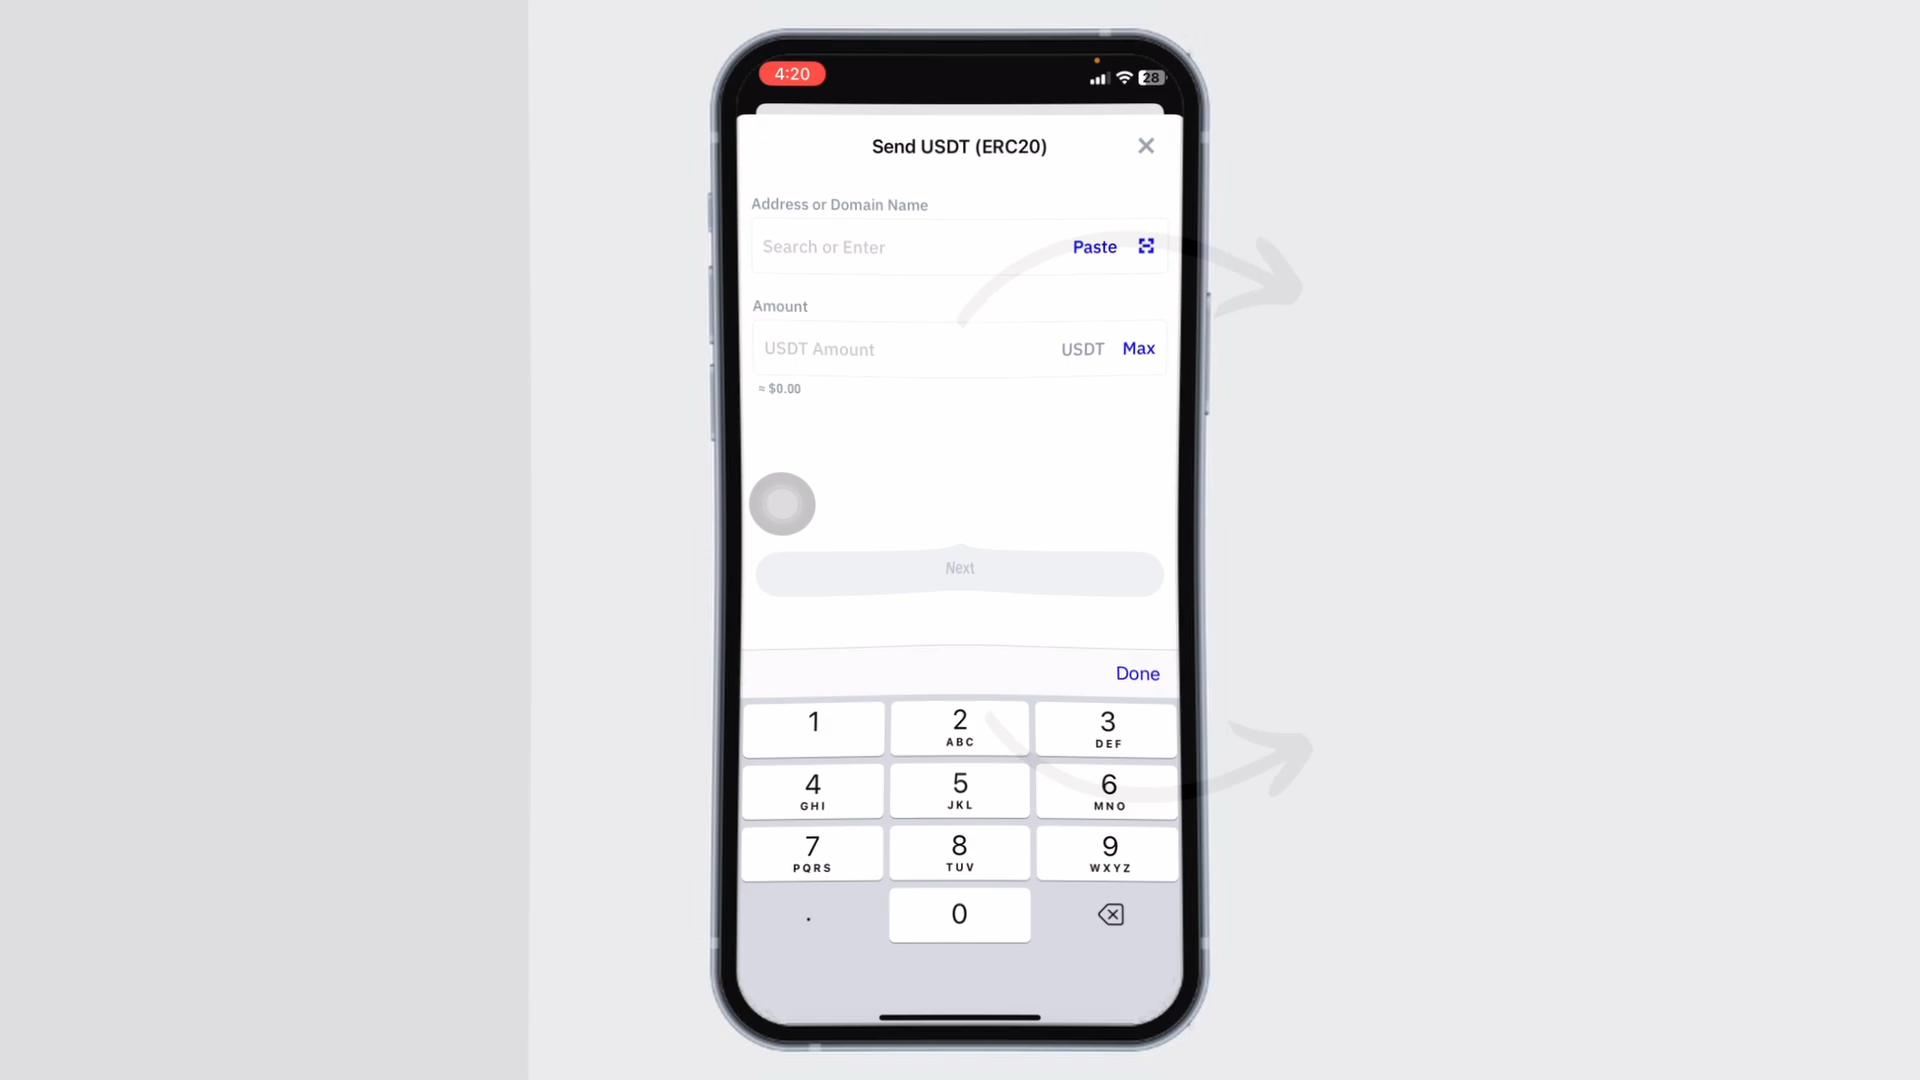 4:20
28
Send USDT (ERC20)
Address or Domain Name
Search or Enter Paste
Amount
USDT Amount USDT Max
≈ $0.00
Next
Done
1 2 3
ABC DEF
4 5 6
GHI JKL MNO
7 8 9
PQRS TUV WXYZ
. 0